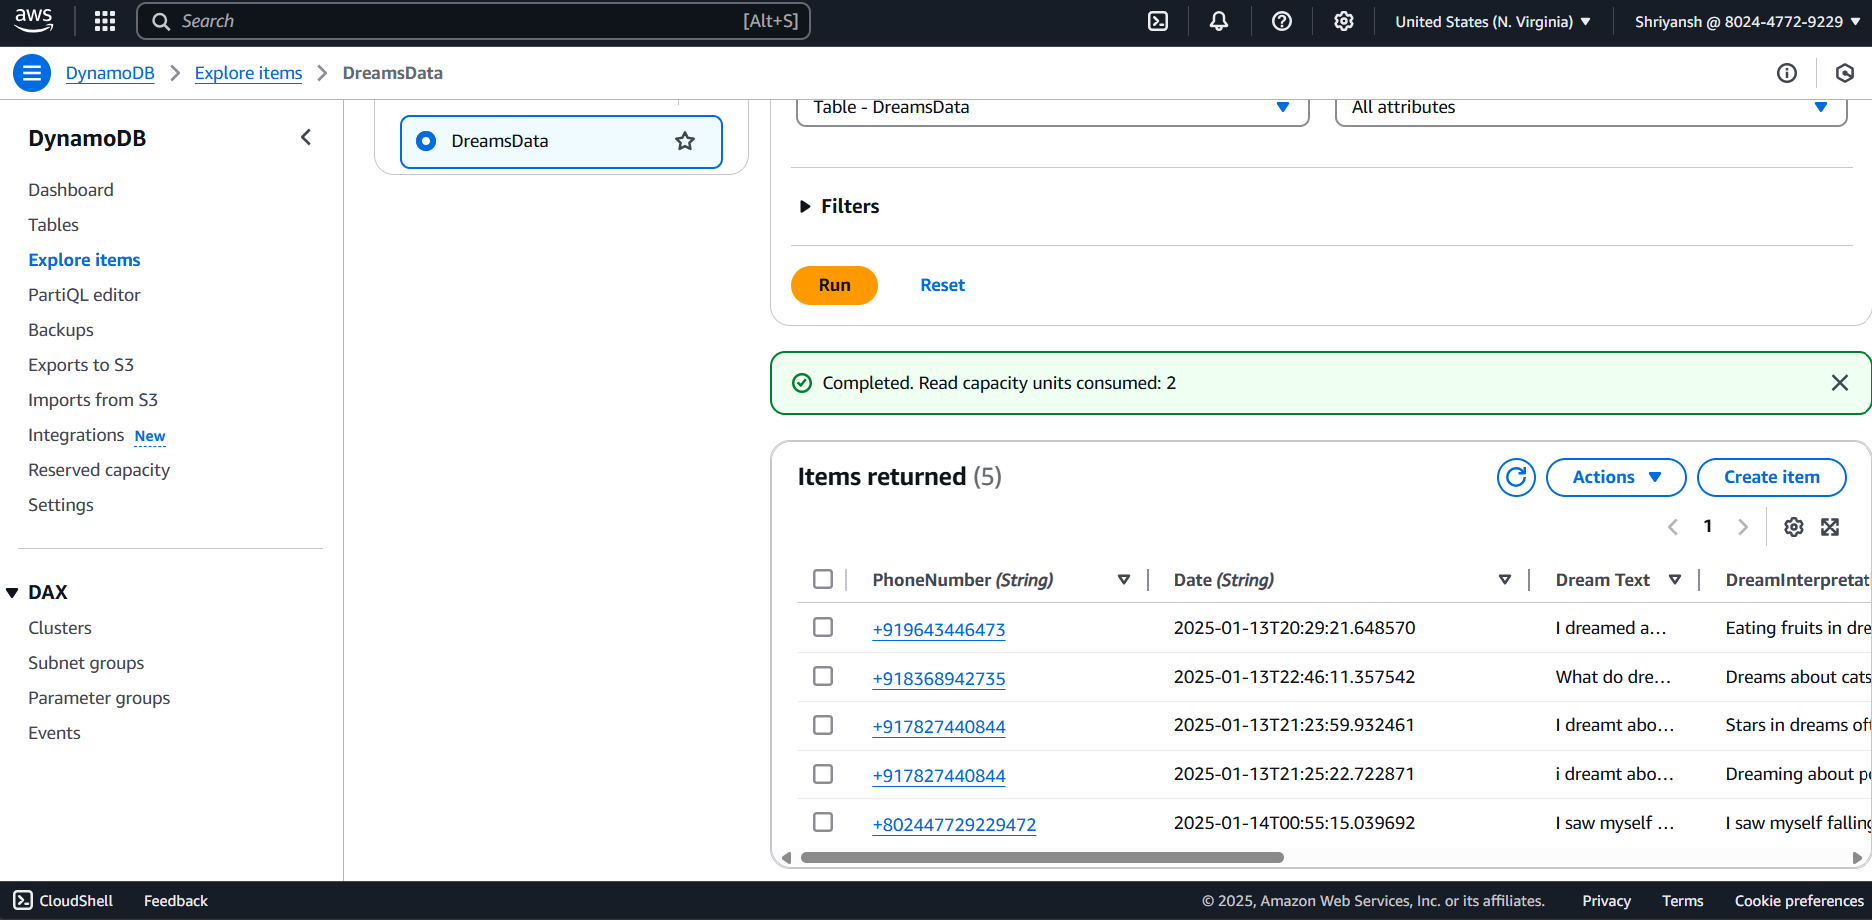 aws Search [Alt+S] United States (N. Virginia) Shriyansh @ 8024-4772-9229
DynamoDB Explore items DreamsData
Table - DreamsData All attributes
DynamoDB
DreamsData
Dashboard
Tables
Explore items
PartiQL editor
Backups
Exports to S3
Imports from S3
Integrations New
Reserved capacity
Settings
DAX
Clusters
Subnet groups
Parameter groups
Events
Filters
Run Reset
Completed. Read capacity units consumed: 2
Items returned (5) Actions Create item
1
PhoneNumber (String) Date (String) Dream Text DreamInterpretat
+919643446473 2025-01-13T20:29:21.648570 I dreamed a... Eating fruits in dre
+918368942735 2025-01-13T22:46:11.357542 What do dre... Dreams about cats
+917827440844 2025-01-13T21:23:59.932461 I dreamt abo... Stars in dreams oft
+917827440844 2025-01-13T21:25:22.722871 i dreamt abo... Dreaming about pe
+802447729229472 2025-01-14T00:55:15.039692 I saw myself ... I saw myself falling
CloudShell Feedback © 2025, Amazon Web Services, Inc. or its affiliates. Privacy Terms Cookie preferences